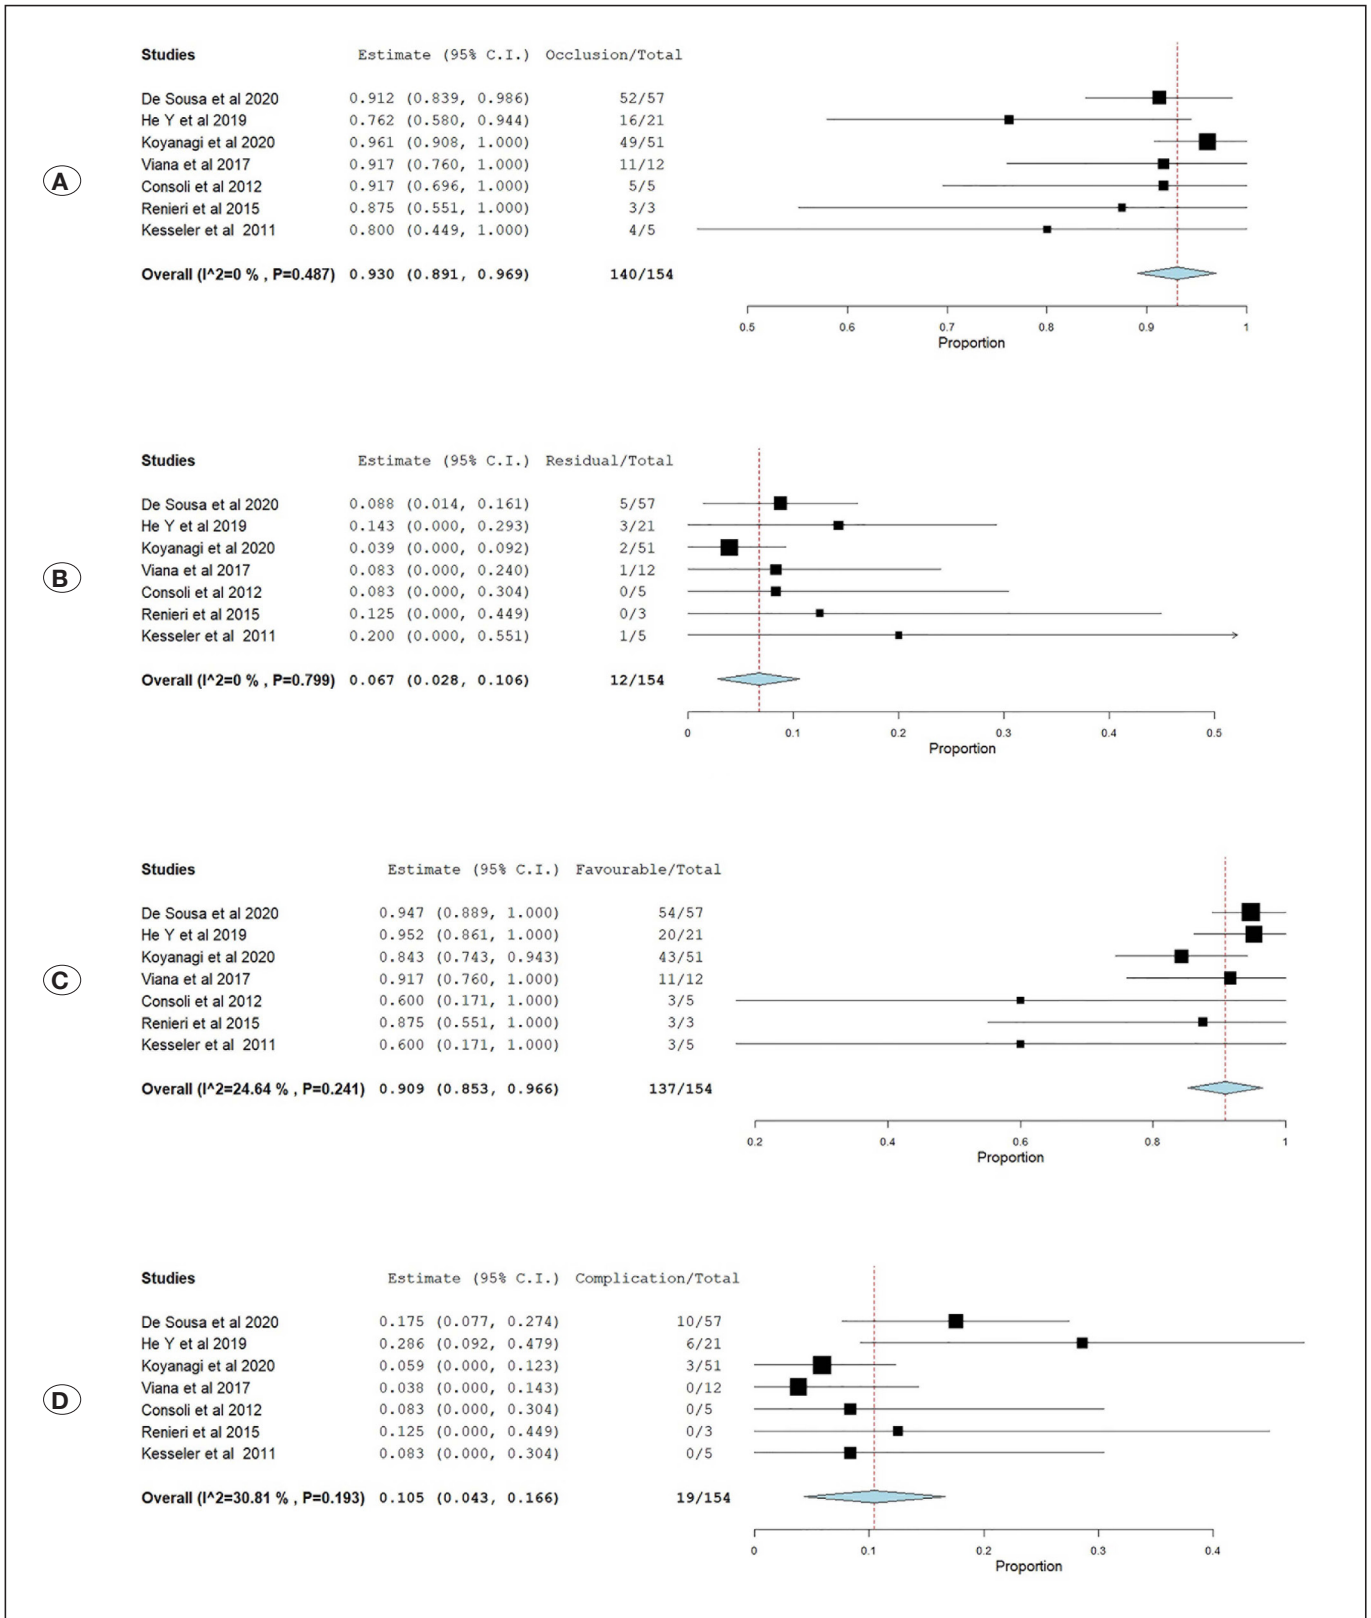 A
Studies Estimate (95% C.I.) Occlusion/Total
De Sousa et al 2020 0.912 (0.839, 0.986) 52/57
He Y et al 2019 0.762 (0.580, 0.944) 16/21
Koyanagi et al 2020 0.961 (0.908, 1.000) 49/51
Viana et al 2017 0.917 (0.760, 1.000) 11/12
Consoli et al 2012 0.917 (0.696, 1.000) 5/5
Renieri et al 2015 0.875 (0.551, 1.000) 3/3
Kesseler et al 2011 0.800 (0.449, 1.000) 4/5
Overall (I^2=0 % , P=0.487) 0.930 (0.891, 0.969) 140/154
0.5 0.6 0.7 0.8 0.9 1
Proportion
B
Studies Estimate (95% C.I.) Residual/Total
De Sousa et al 2020 0.088 (0.014, 0.161) 5/57
He Y et al 2019 0.143 (0.000, 0.293) 3/21
Koyanagi et al 2020 0.039 (0.000, 0.092) 2/51
Viana et al 2017 0.083 (0.000, 0.240) 1/12
Consoli et al 2012 0.083 (0.000, 0.304) 0/5
Renieri et al 2015 0.125 (0.000, 0.449) 0/3
Kesseler et al 2011 0.200 (0.000, 0.551) 1/5
Overall (I^2=0 % , P=0.799) 0.067 (0.028, 0.106) 12/154
0 0.1 0.2 0.3 0.4 0.5
Proportion
C
Studies Estimate (95% C.I.) Favourable/Total
De Sousa et al 2020 0.947 (0.889, 1.000) 54/57
He Y et al 2019 0.952 (0.861, 1.000) 20/21
Koyanagi et al 2020 0.843 (0.743, 0.943) 43/51
Viana et al 2017 0.917 (0.760, 1.000) 11/12
Consoli et al 2012 0.600 (0.171, 1.000) 3/5
Renieri et al 2015 0.875 (0.551, 1.000) 3/3
Kesseler et al 2011 0.600 (0.171, 1.000) 3/5
Overall (I^2=24.64 % , P=0.241) 0.909 (0.853, 0.966) 137/154
0.2 0.4 0.6 0.8 1
Proportion
D
Studies Estimate (95% C.I.) Complication/Total
De Sousa et al 2020 0.175 (0.077, 0.274) 10/57
He Y et al 2019 0.286 (0.092, 0.479) 6/21
Koyanagi et al 2020 0.059 (0.000, 0.123) 3/51
Viana et al 2017 0.038 (0.000, 0.143) 0/12
Consoli et al 2012 0.083 (0.000, 0.304) 0/5
Renieri et al 2015 0.125 (0.000, 0.449) 0/3
Kesseler et al 2011 0.083 (0.000, 0.304) 0/5
Overall (I^2=30.81 % , P=0.193) 0.105 (0.043, 0.166) 19/154
0 0.1 0.2 0.3 0.4
Proportion